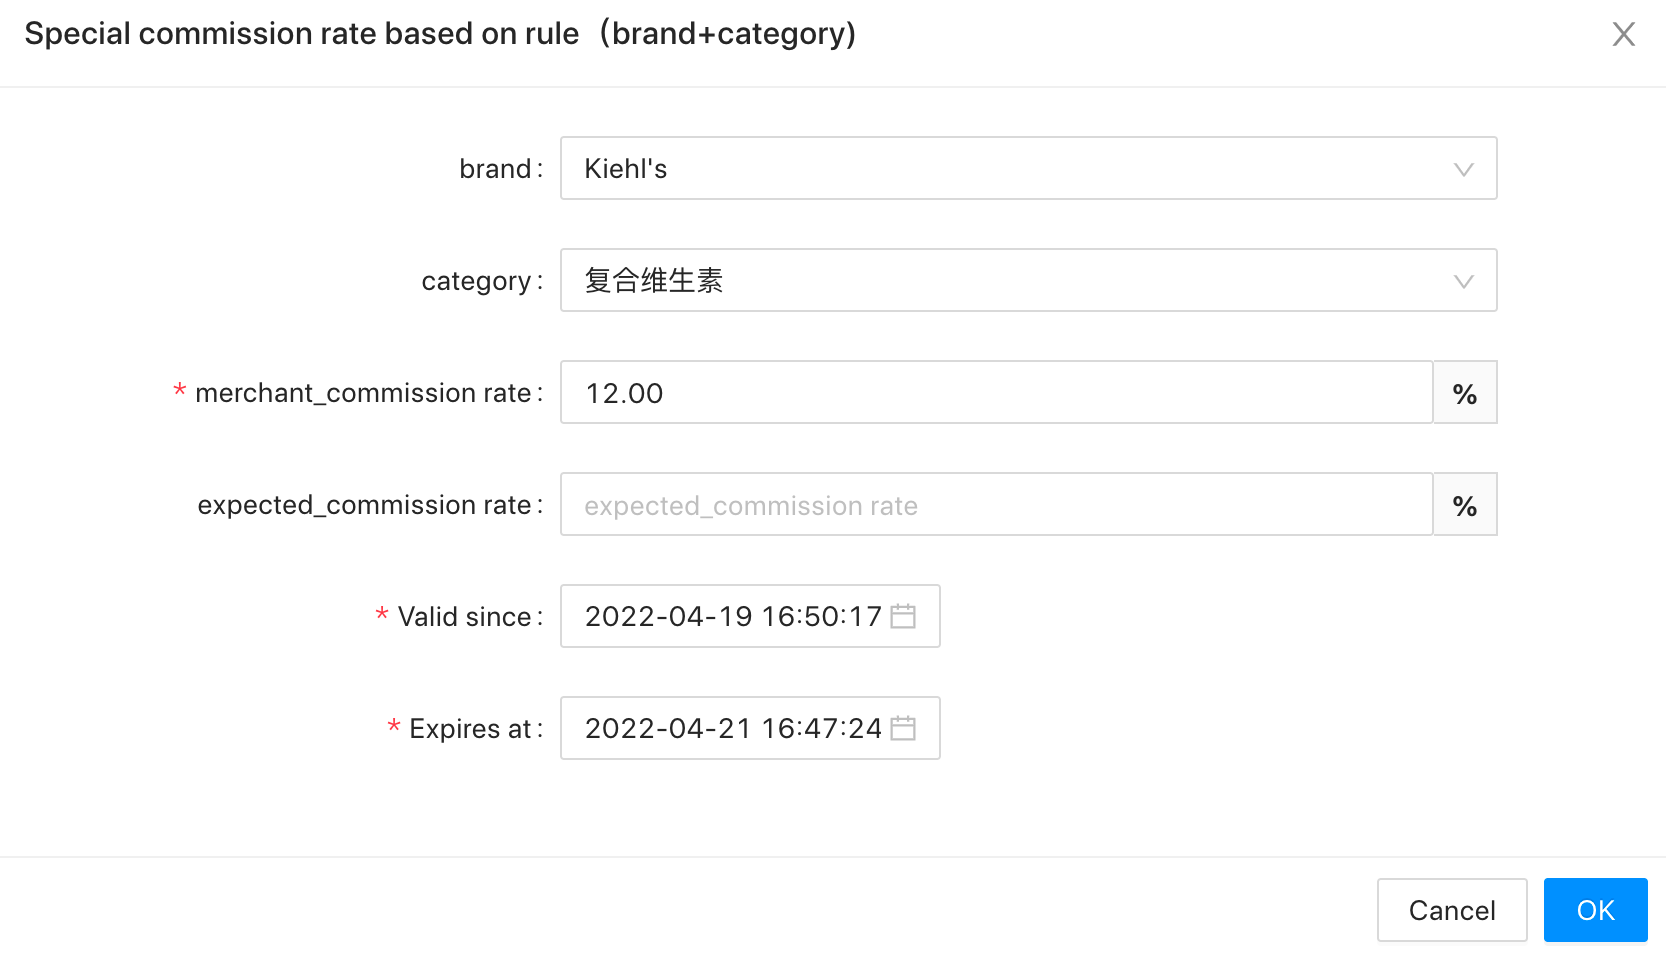 Special commission rate based on rule（brand+category)
brand: Kiehl's
category: 复合维生素
* merchant_commission rate: 12.00 %
expected_commission rate: expected_commission rate %
* Valid since: 2022-04-19 16:50:17
* Expires at: 2022-04-21 16:47:24
Cancel OK